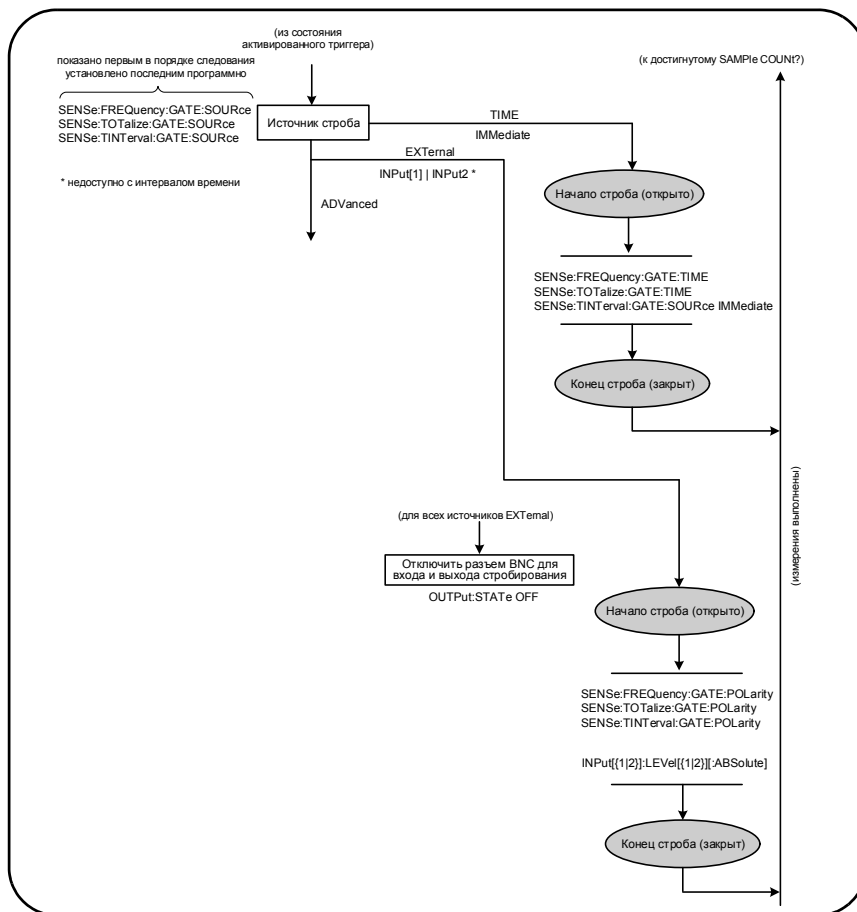 (из состояния
активированного триггера)
показано первым в порядке следования
установлено последним программно
(к достигнутому SAMPle COUNt?)
SENSe:FREQuency:GATE:SOURce
SENSe:TOTalize:GATE:SOURce
SENSe:TINTerval:GATE:SOURce
Источник строба
TIME
IMMediate
EXTernal
INPut[1] | INPut2 *
* недоступно с интервалом времени
ADVanced
Начало строба (открыто)
SENSe:FREQuency:GATE:TIME
SENSe:TOTalize:GATE:TIME
SENSe:TINTerval:GATE:SOURce IMMediate
Конец строба (закрыт)
(измерения выполнены)
(для всех источников EXTernal)
Отключить разъем BNC для
входа и выхода стробирования
OUTPut:STATe OFF
Начало строба (открыто)
SENSe:FREQuency:GATE:POLarity
SENSe:TOTalize:GATE:POLarity
SENSe:TINTerval:GATE:POLarity
INPut[{1|2}]:LEVel[{1|2}][:ABSolute]
Конец строба (закрыт)